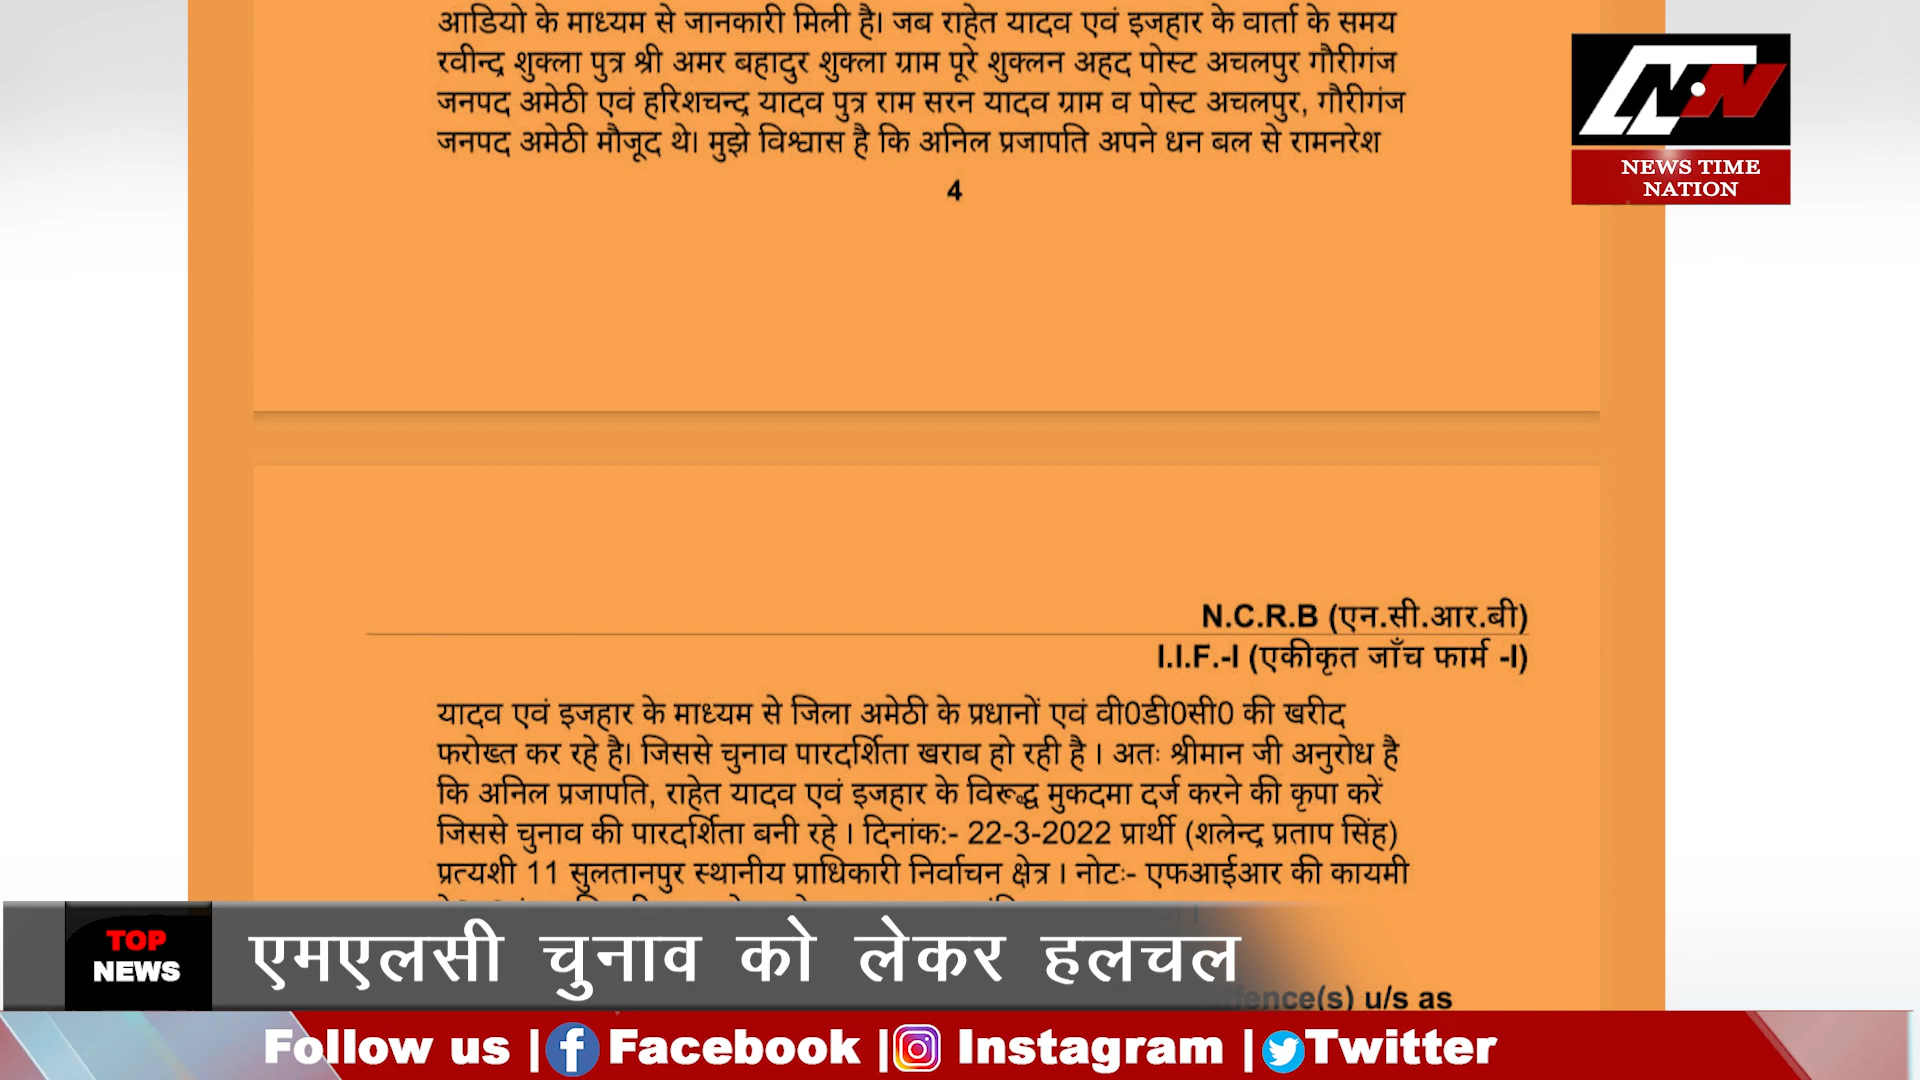 आडियो के माध्यम से जानकारी मिली है। जब राहेत यादव एवं इजहार के वार्ता के समय
रवीन्द्र शुक्ला पुत्र श्री अमर बहादुर शुक्ला ग्राम पूरे शुक्लन अहद पोस्ट अचलपुर गौरीगंज
जनपद अमेठी एवं हरिशचन्द्र यादव पुत्र राम सरन यादव ग्राम व पोस्ट अचलपुर, गौरीगंज
जनपद अमेठी मौजूद थे। मुझे विश्वास है कि अनिल प्रजापति अपने धन बल से रामनरेश
4
NN
NEWS TIME
NATION
N.C.R.B (एन.सी.आर.बी)
I.I.F.-I (एकीकृत जाँच फार्म -I)
यादव एवं इजहार के माध्यम से जिला अमेठी के प्रधानों एवं वी0डी0सी0 की खरीद
फरोख्त कर रहे है। जिससे चुनाव पारदर्शिता खराब हो रही है । अतः श्रीमान जी अनुरोध है
कि अनिल प्रजापति, राहेत यादव एवं इजहार के विरूद्ध मुकदमा दर्ज करने की कृपा करें
जिससे चुनाव की पारदर्शिता बनी रहे । दिनांक:- 22-3-2022 प्रार्थी (शलेन्द्र प्रताप सिंह)
प्रत्यशी 11 सुलतानपुर स्थानीय प्राधिकारी निर्वाचन क्षेत्र । नोटः- एफआईआर की कायमी
TOP
NEWS
एमएलसी चुनाव को लेकर हलचल
ffence(s) u/s as
Follow us | Facebook | Instagram | Twitter